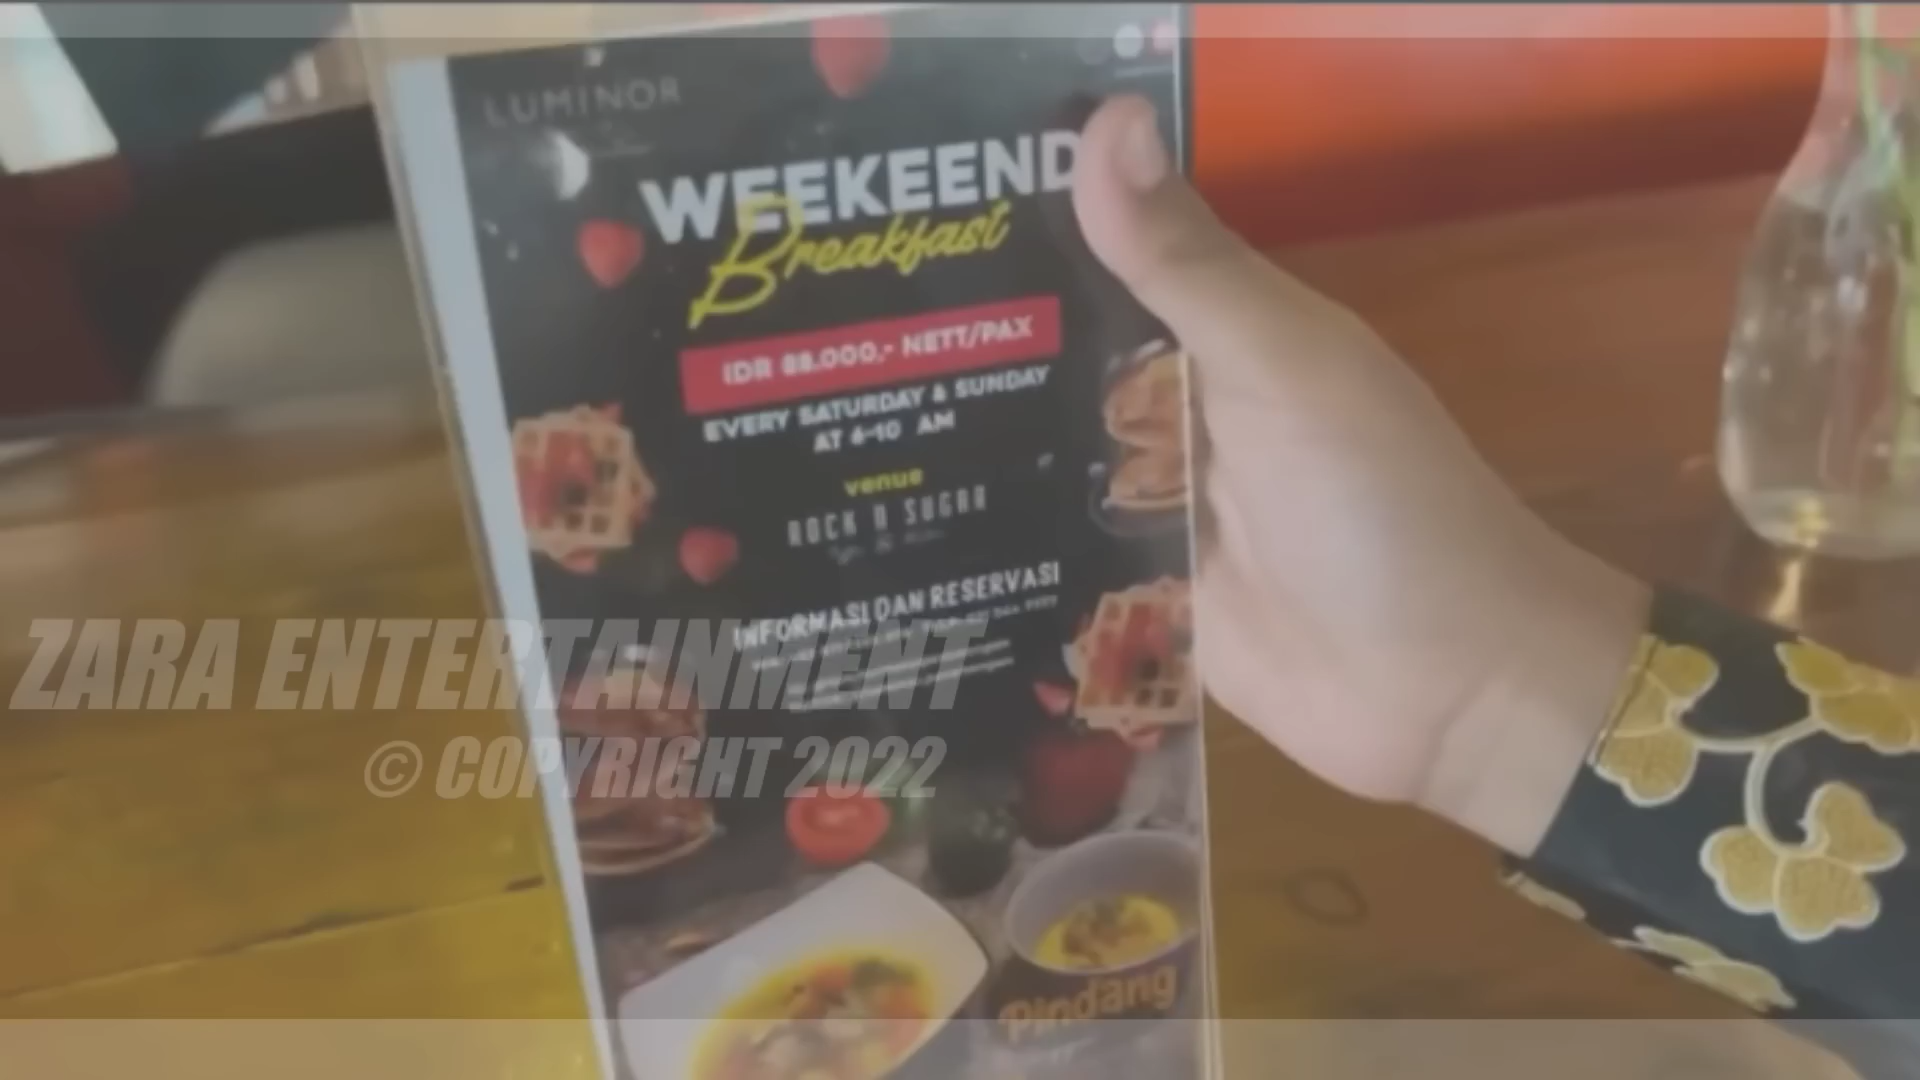 LUMINOR
WEEKEEND
Breakfast
IDR 88.000,- NETT/PAX
EVERY SATURDAY & SUNDAY
AT 6-10 AM
venue
ROCK N SUGAR
INFORMASI DAN RESERVASI
ZARA ENTERTAINMENT
© COPYRIGHT 2022
Pindang